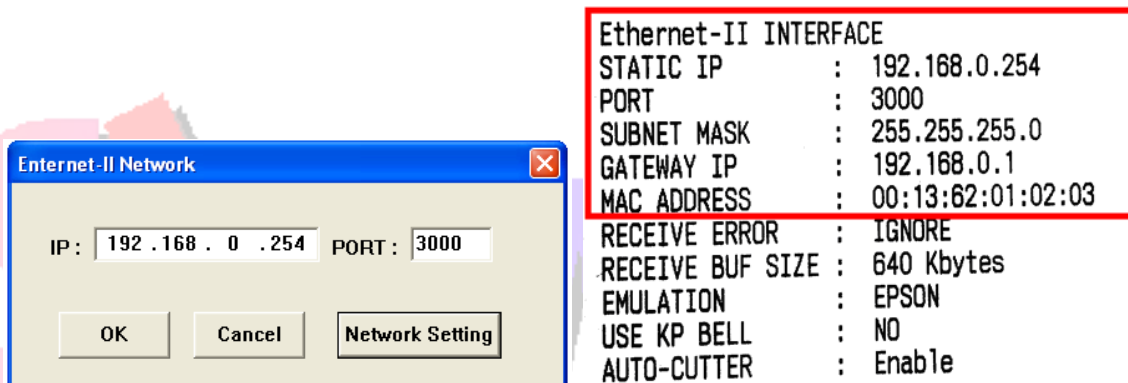 Enternet-II Network
IP : 192 .168 . 0 .254 PORT : 3000
OK Cancel Network Setting
Ethernet-II INTERFACE
STATIC IP : 192.168.0.254
PORT : 3000
SUBNET MASK : 255.255.255.0
GATEWAY IP : 192.168.0.1
MAC ADDRESS : 00:13:62:01:02:03
RECEIVE ERROR : IGNORE
RECEIVE BUF SIZE : 640 Kbytes
EMULATION : EPSON
USE KP BELL : NO
AUTO-CUTTER : Enable